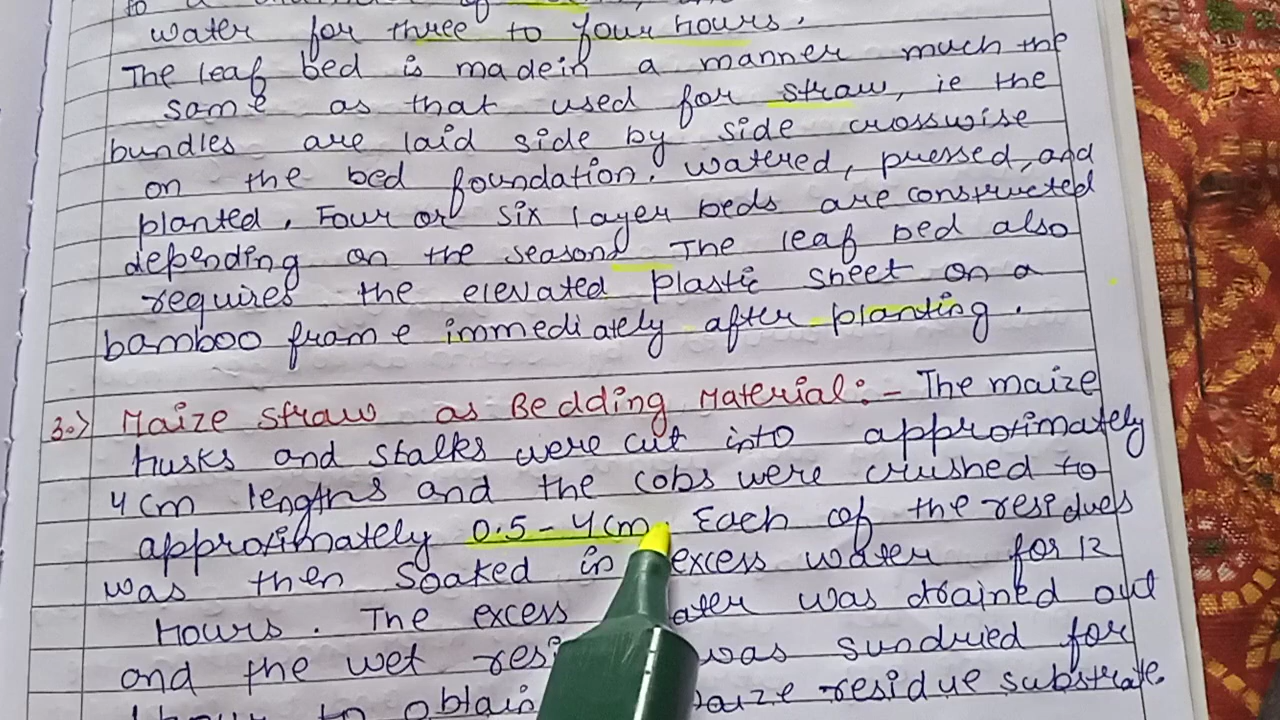 water for three to four hours.
The leaf bed is madein a manner much the
same as that used for straw, ie the
bundles are laid side by side crosswise
on the bed foundation. watered, pressed, and
planted. Four or six layer beds are constructed
depending on the season. The leaf bed also
requires the elevated plastic sheet on a
bamboo frame immediately after planting.
3.) Maize straw as Bedding Material:- The maize
husks and stalks were cut into approximately
4cm lengths and the cobs were crushed to
approximately 0.5-4cm. Each of the residues
was then soaked in excess water for 12
Hours. The excess water was drained out
and the wet was sundried for
to obtain residue substrate.